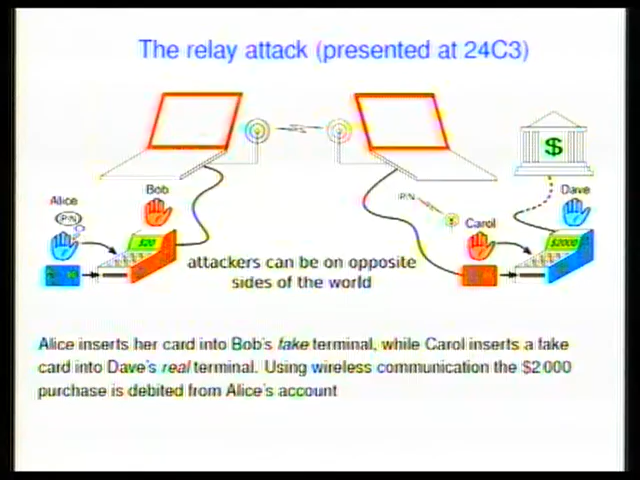 The relay attack (presented at 24C3)
$
Alice
Bob
Dave
PIN
PIN
Carol
$20
$2000
attackers can be on opposite
sides of the world
Alice inserts her card into Bob's fake terminal, while Carol inserts a fake
card into Dave's real terminal. Using wireless communication the $2 000
purchase is debited from Alice's account